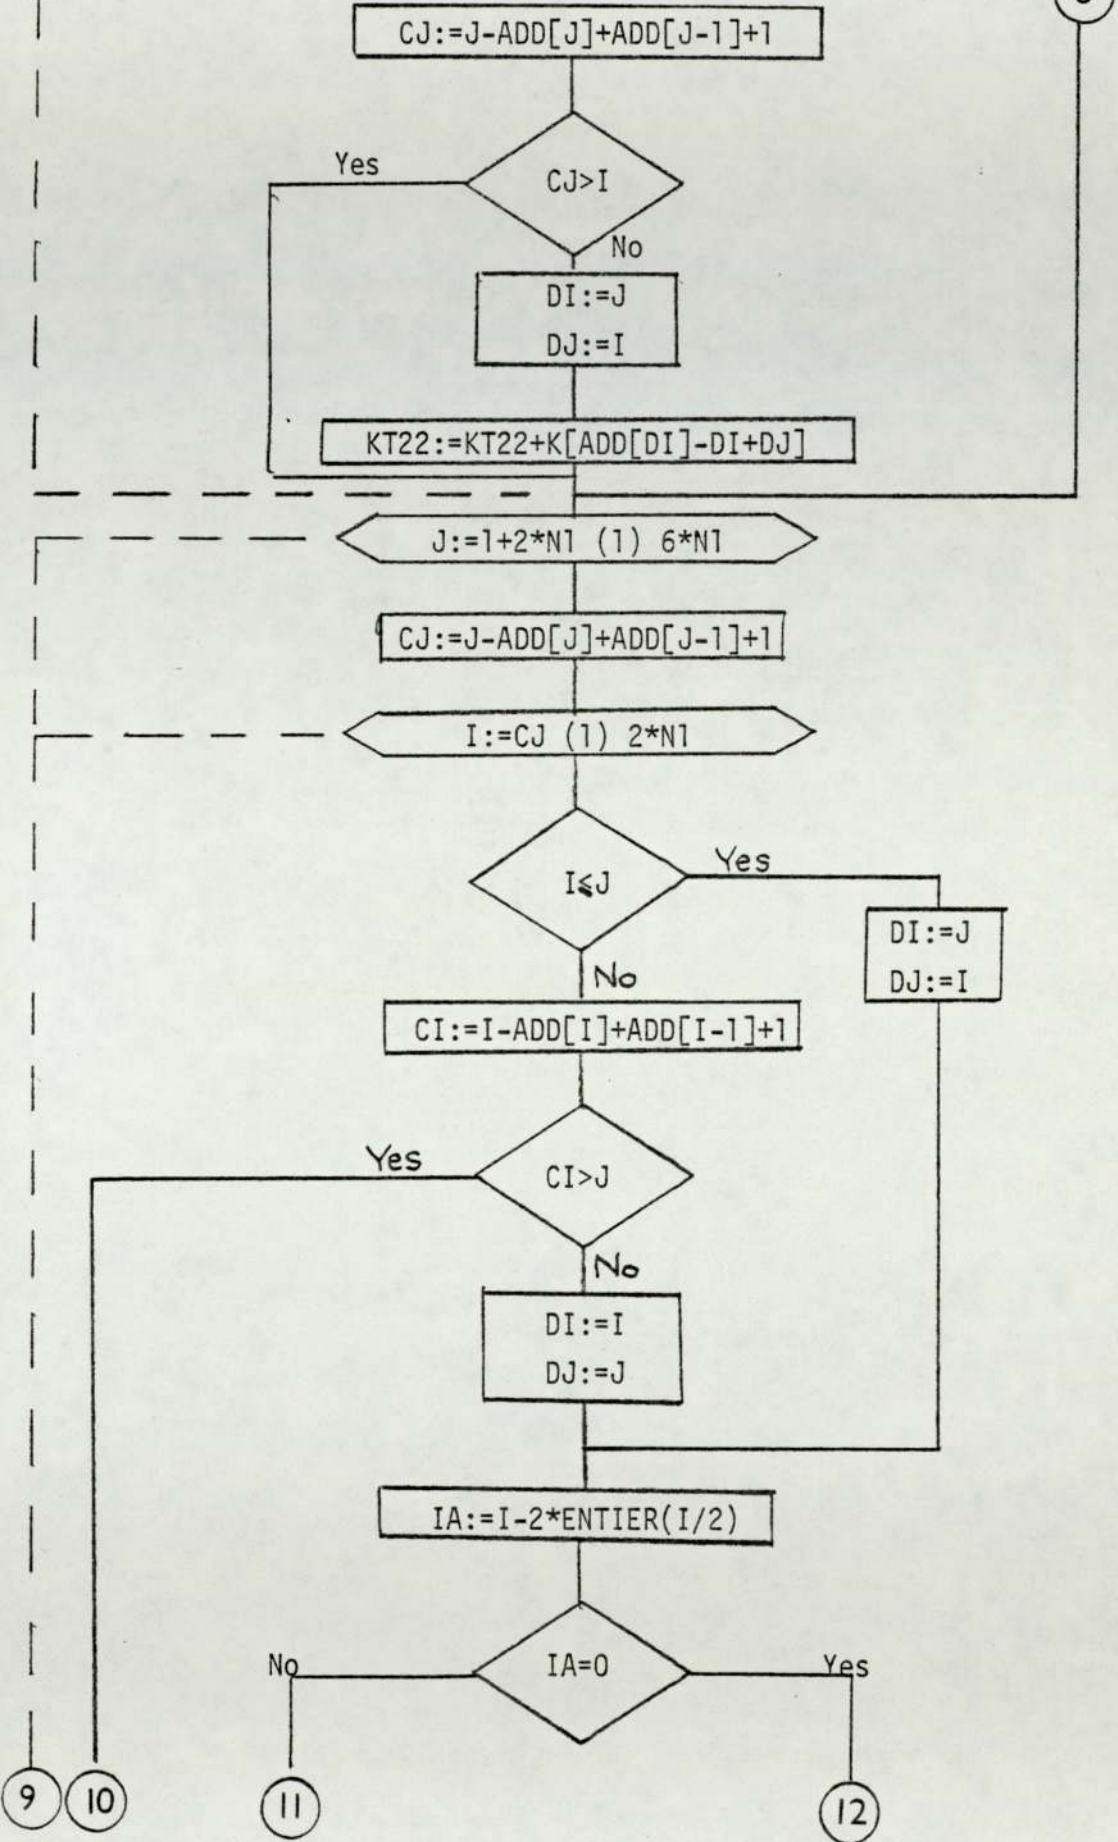 CJ:=J-ADD[J]+ADD[J-1]+1
Yes
CJ>I
No
DI:=J
DJ:=I
KT22:=KT22+K[ADD[DI]-DI+DJ]
J:=1+2*N1 (1) 6*N1
CJ:=J-ADD[J]+ADD[J-1]+1
I:=CJ (1) 2*N1
I≤J
Yes
DI:=J
DJ:=I
No
CI:=I-ADD[I]+ADD[I-1]+1
Yes
CI>J
No
DI:=I
DJ:=J
IA:=I-2*ENTIER(I/2)
No
IA=0
Yes
9
10
11
12